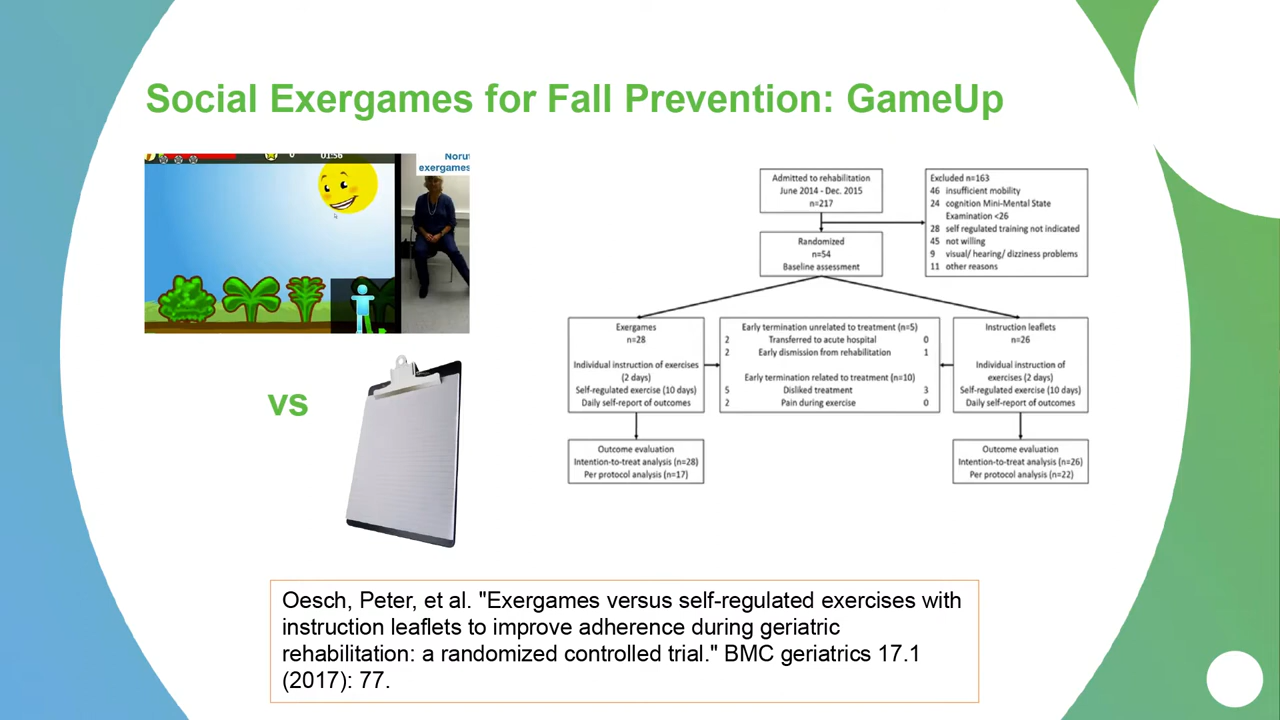 Social Exergames for Fall Prevention: GameUp
0
01:56
Norut
exergames
vs
Admitted to rehabilitation
June 2014 - Dec. 2015
n=217
Excluded n=163
46 insufficient mobility
24 cognition Mini-Mental State
Examination <26
28 self regulated training not indicated
45 not willing
9 visual/ hearing/ dizziness problems
11 other reasons
Randomized
n=54
Baseline assessment
Exergames
n=28
Individual instruction of exercises
(2 days)
Self-regulated exercise (10 days)
Daily self-report of outcomes
Early termination unrelated to treatment (n=5)
2 Transferred to acute hospital 0
2 Early dismission from rehabilitation 1
Early termination related to treatment (n=10)
5 Disliked treatment 3
2 Pain during exercise 0
Instruction leaflets
n=26
Individual instruction of
exercises (2 days)
Self-regulated exercise (10 days)
Daily self-report of outcomes
Outcome evaluation
Intention-to-treat analysis (n=28)
Per protocol analysis (n=17)
Outcome evaluation
Intention-to-treat analysis (n=26)
Per protocol analysis (n=22)
Oesch, Peter, et al. "Exergames versus self-regulated exercises with
instruction leaflets to improve adherence during geriatric
rehabilitation: a randomized controlled trial." BMC geriatrics 17.1
(2017): 77.